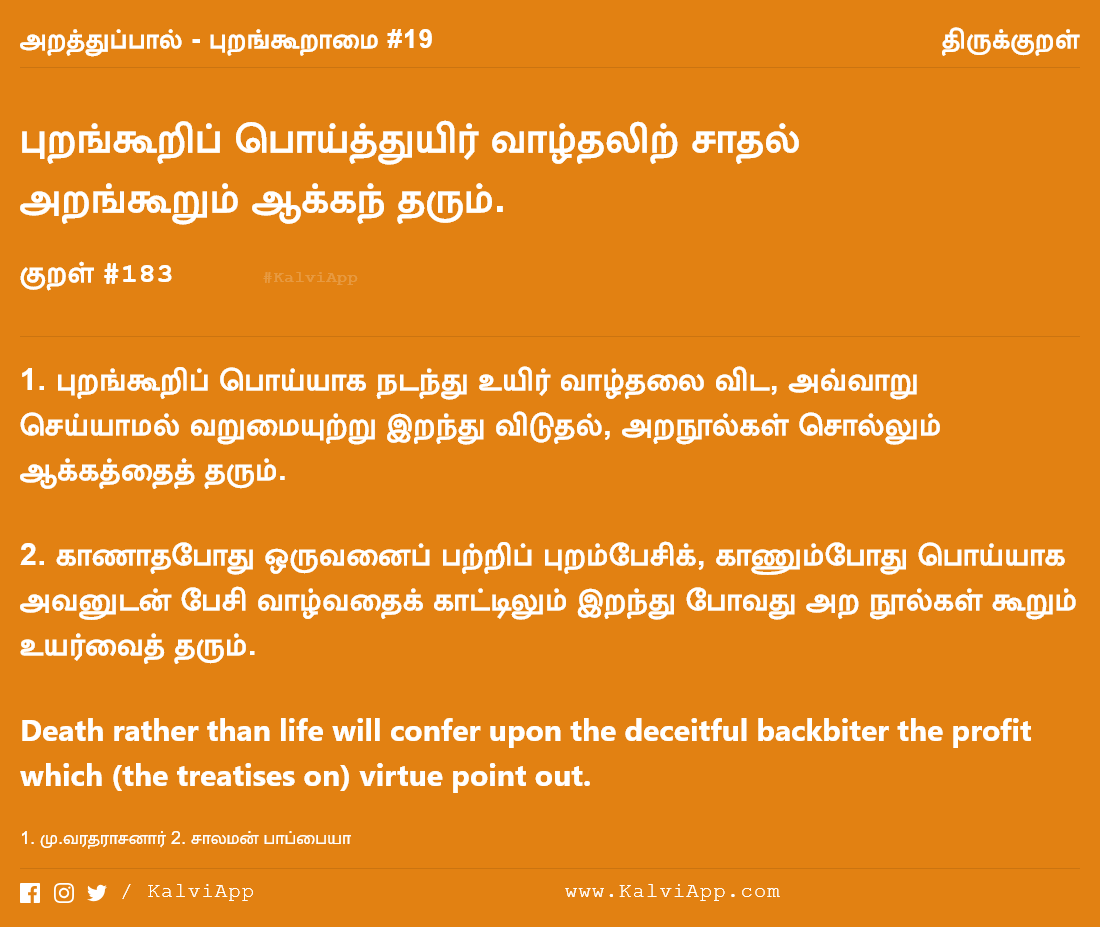 அறத்துப்பால் - புறங்கூறாமை #19
திருக்குறள்
புறங்கூறிப் பொய்த்துயிர் வாழ்தலிற் சாதல்
அறங்கூறும் ஆக்கந் தரும்.
குறள் #183
#KalviApp
1. புறங்கூறிப் பொய்யாக நடந்து உயிர் வாழ்தலை விட, அவ்வாறு
செய்யாமல் வறுமையுற்று இறந்து விடுதல், அறநூல்கள் சொல்லும்
ஆக்கத்தைத் தரும்.
2. காணாதபோது ஒருவனைப் பற்றிப் புறம்பேசிக், காணும்போது பொய்யாக
அவனுடன் பேசி வாழ்வதைக் காட்டிலும் இறந்து போவது அற நூல்கள் கூறும்
உயர்வைத் தரும்.
Death rather than life will confer upon the deceitful backbiter the profit
which (the treatises on) virtue point out.
1. மு.வரதராசனார் 2. சாலமன் பாப்பையா
/ KalviApp
www.KalviApp.com